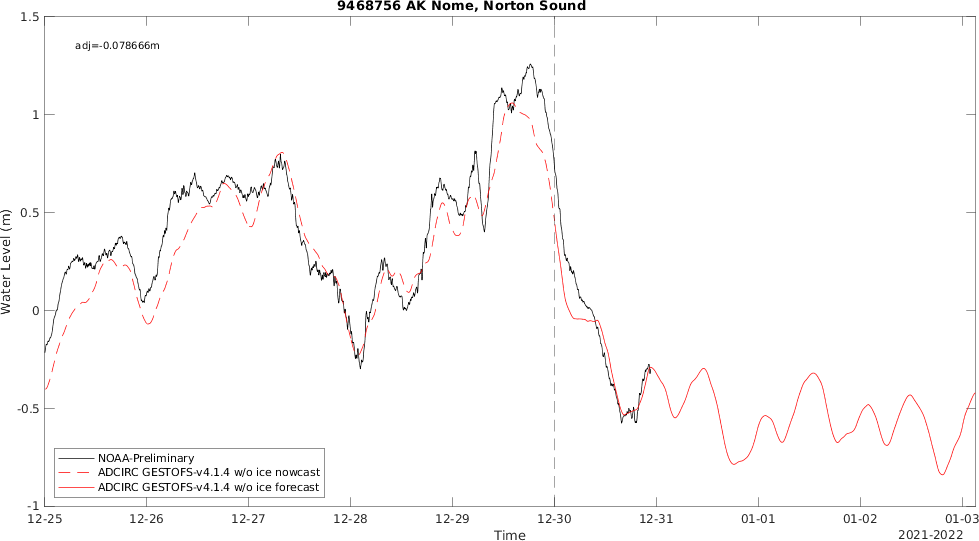 9468756 AK Nome, Norton Sound
adj=-0.078666m
1.5
1
0.5
0
-0.5
-1
Water Level (m)
NOAA-Preliminary
ADCIRC GESTOFS-v4.1.4 w/o ice nowcast
ADCIRC GESTOFS-v4.1.4 w/o ice forecast
12-25 12-26 12-27 12-28 12-29 12-30 12-31 01-01 01-02 01-03
Time
2021-2022